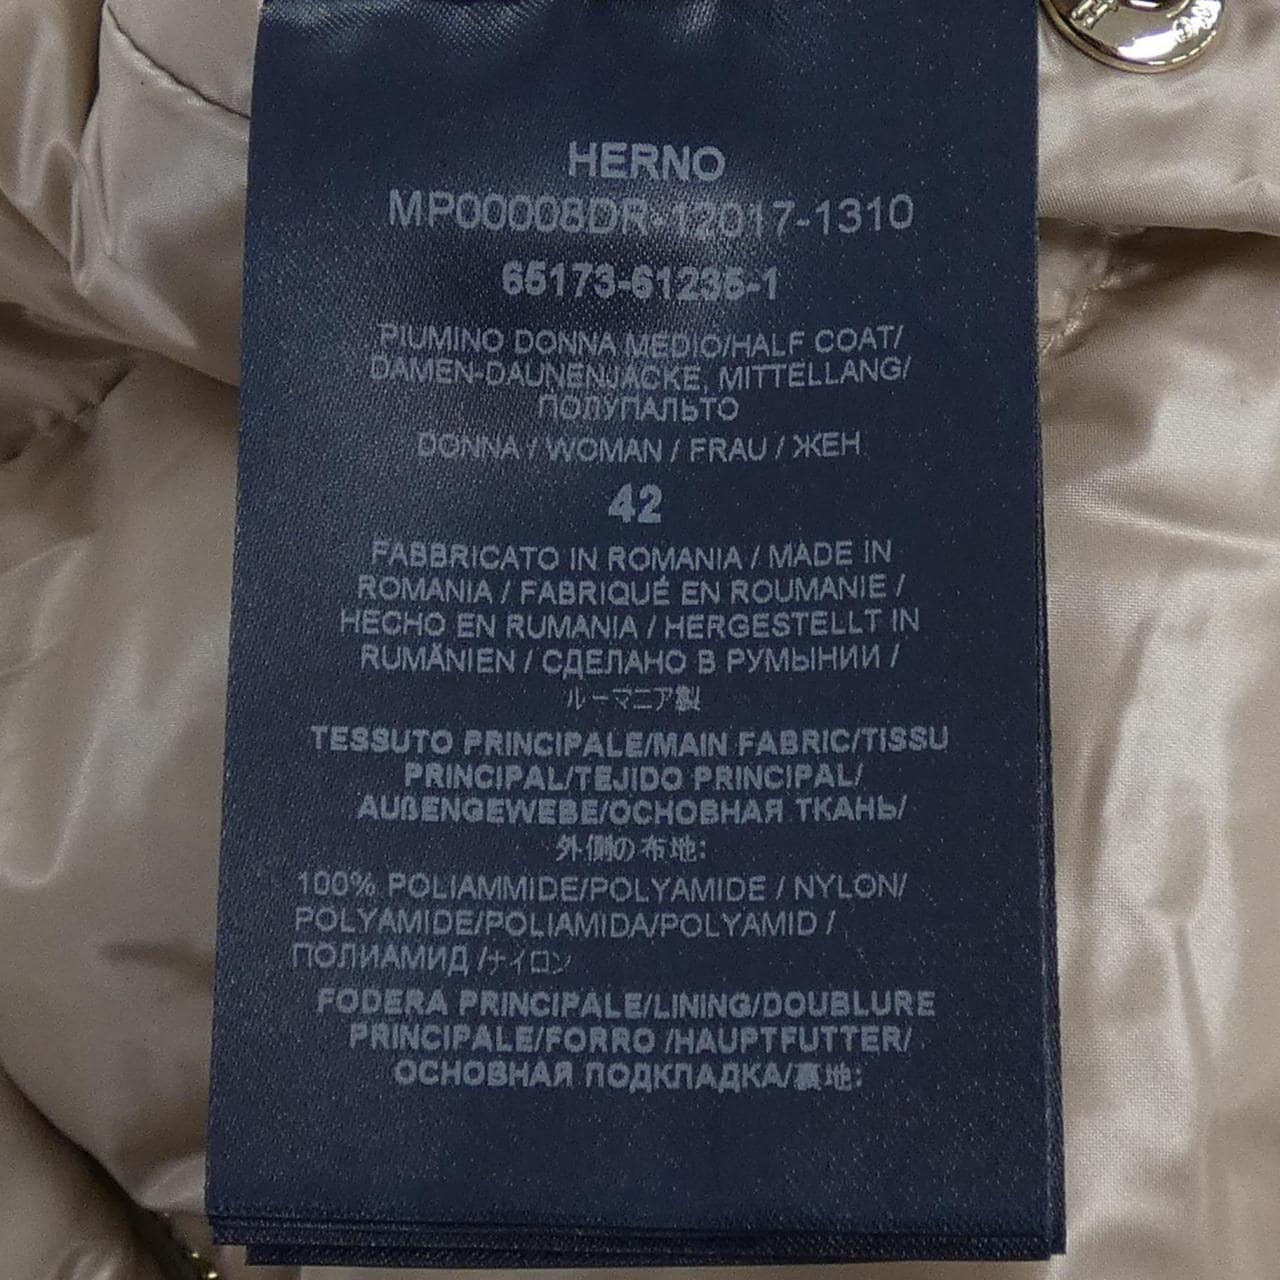 HERNO
MP00008DR-12017-1310
65173-61235-1
PIUMINO DONNA MEDIO/HALF COAT/
DAMEN-DAUNENJACKE, MITTELLANG/
ПОЛУПАЛЬТО
DONNA / WOMAN / FRAU / ЖЕН
42
FABBRICATO IN ROMANIA / MADE IN
ROMANIA / FABRIQUÉ EN ROUMANIE /
HECHO EN RUMANIA / HERGESTELLT IN
RUMÄNIEN / СДЕЛАНО В РУМЫНИИ /
ルーマニア製
TESSUTO PRINCIPALE/MAIN FABRIC/TISSU
PRINCIPAL/TEJIDO PRINCIPAL/
AUßENGEWEBE/ОСНОВНАЯ ТКАНЬ/
外側の布地:
100% POLIAMMIDE/POLYAMIDE / NYLON/
POLYAMIDE/POLIAMIDA/POLYAMID /
ПОЛИАМИД /ナイロン
FODERA PRINCIPALE/LINING/DOUBLURE
PRINCIPALE/FORRO /HAUPTFUTTER/
ОСНОВНАЯ ПОДКЛАДКА/裏地: